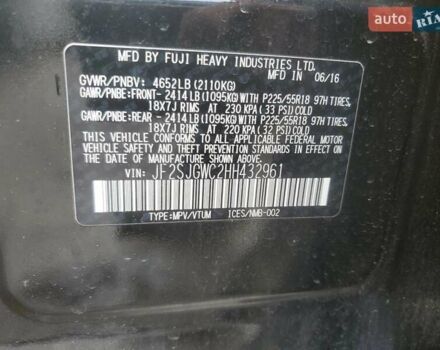 AUTO
RIA
MFD. BY FUJI HEAVY INDUSTRIES LTD.
MFD. IN 06/16
GVWR/PNBV: 4652LB (2110KG)
GAWR/PNBE:FRONT- 2414LB (1095KG) WITH P225/55R18 97H TIRES,
18X7J RIMS AT 230 KPA (33 PSI) COLD
GAWR/PNBE:REAR - 2414LB (1095KG) WITH P225/55R18 97H TIRES,
18X7J RIMS AT 220 KPA (32 PSI) COLD
THIS VEHICLE CONFORMS TO ALL APPLICABLE FEDERAL MOTOR
VEHICLE SAFETY AND THEFT PREVENTION STANDARDS IN EFFECT
ON THE DATE OF MANUFACTURE SHOWN ABOVE.
VIN: JF2SJGWC2HH432961
TYPE:MPV/VTUM ICES/NMB-002